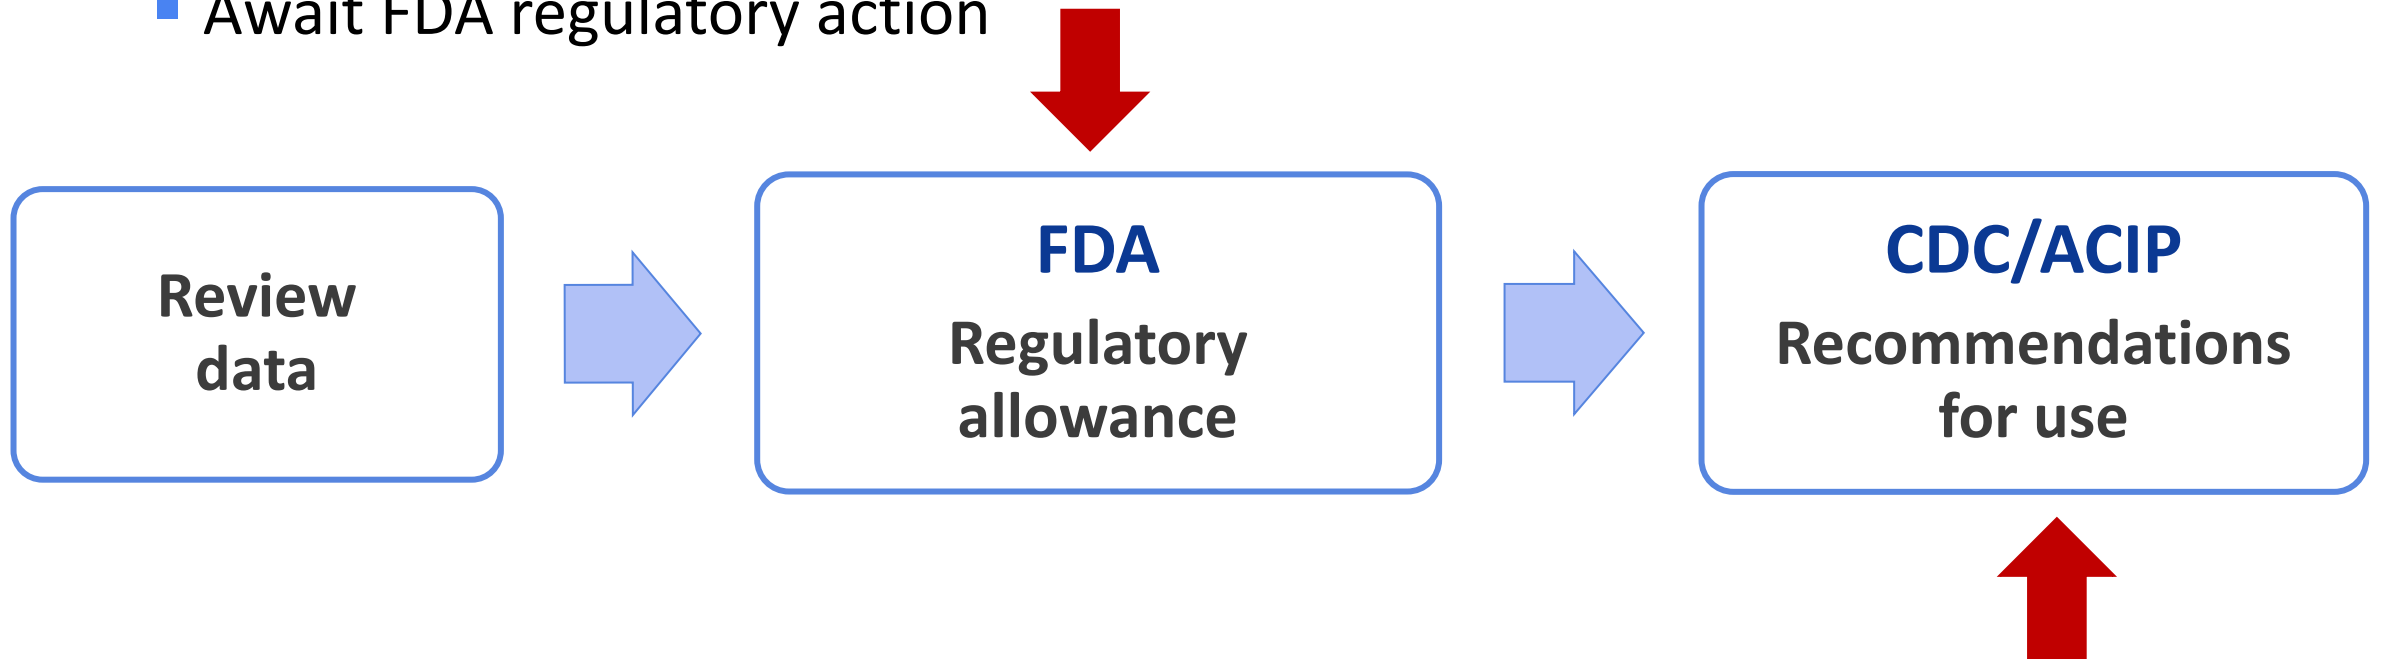 Await FDA regulatory action
Review
data
FDA
Regulatory
allowance
CDC/ACIP
Recommendations
for use